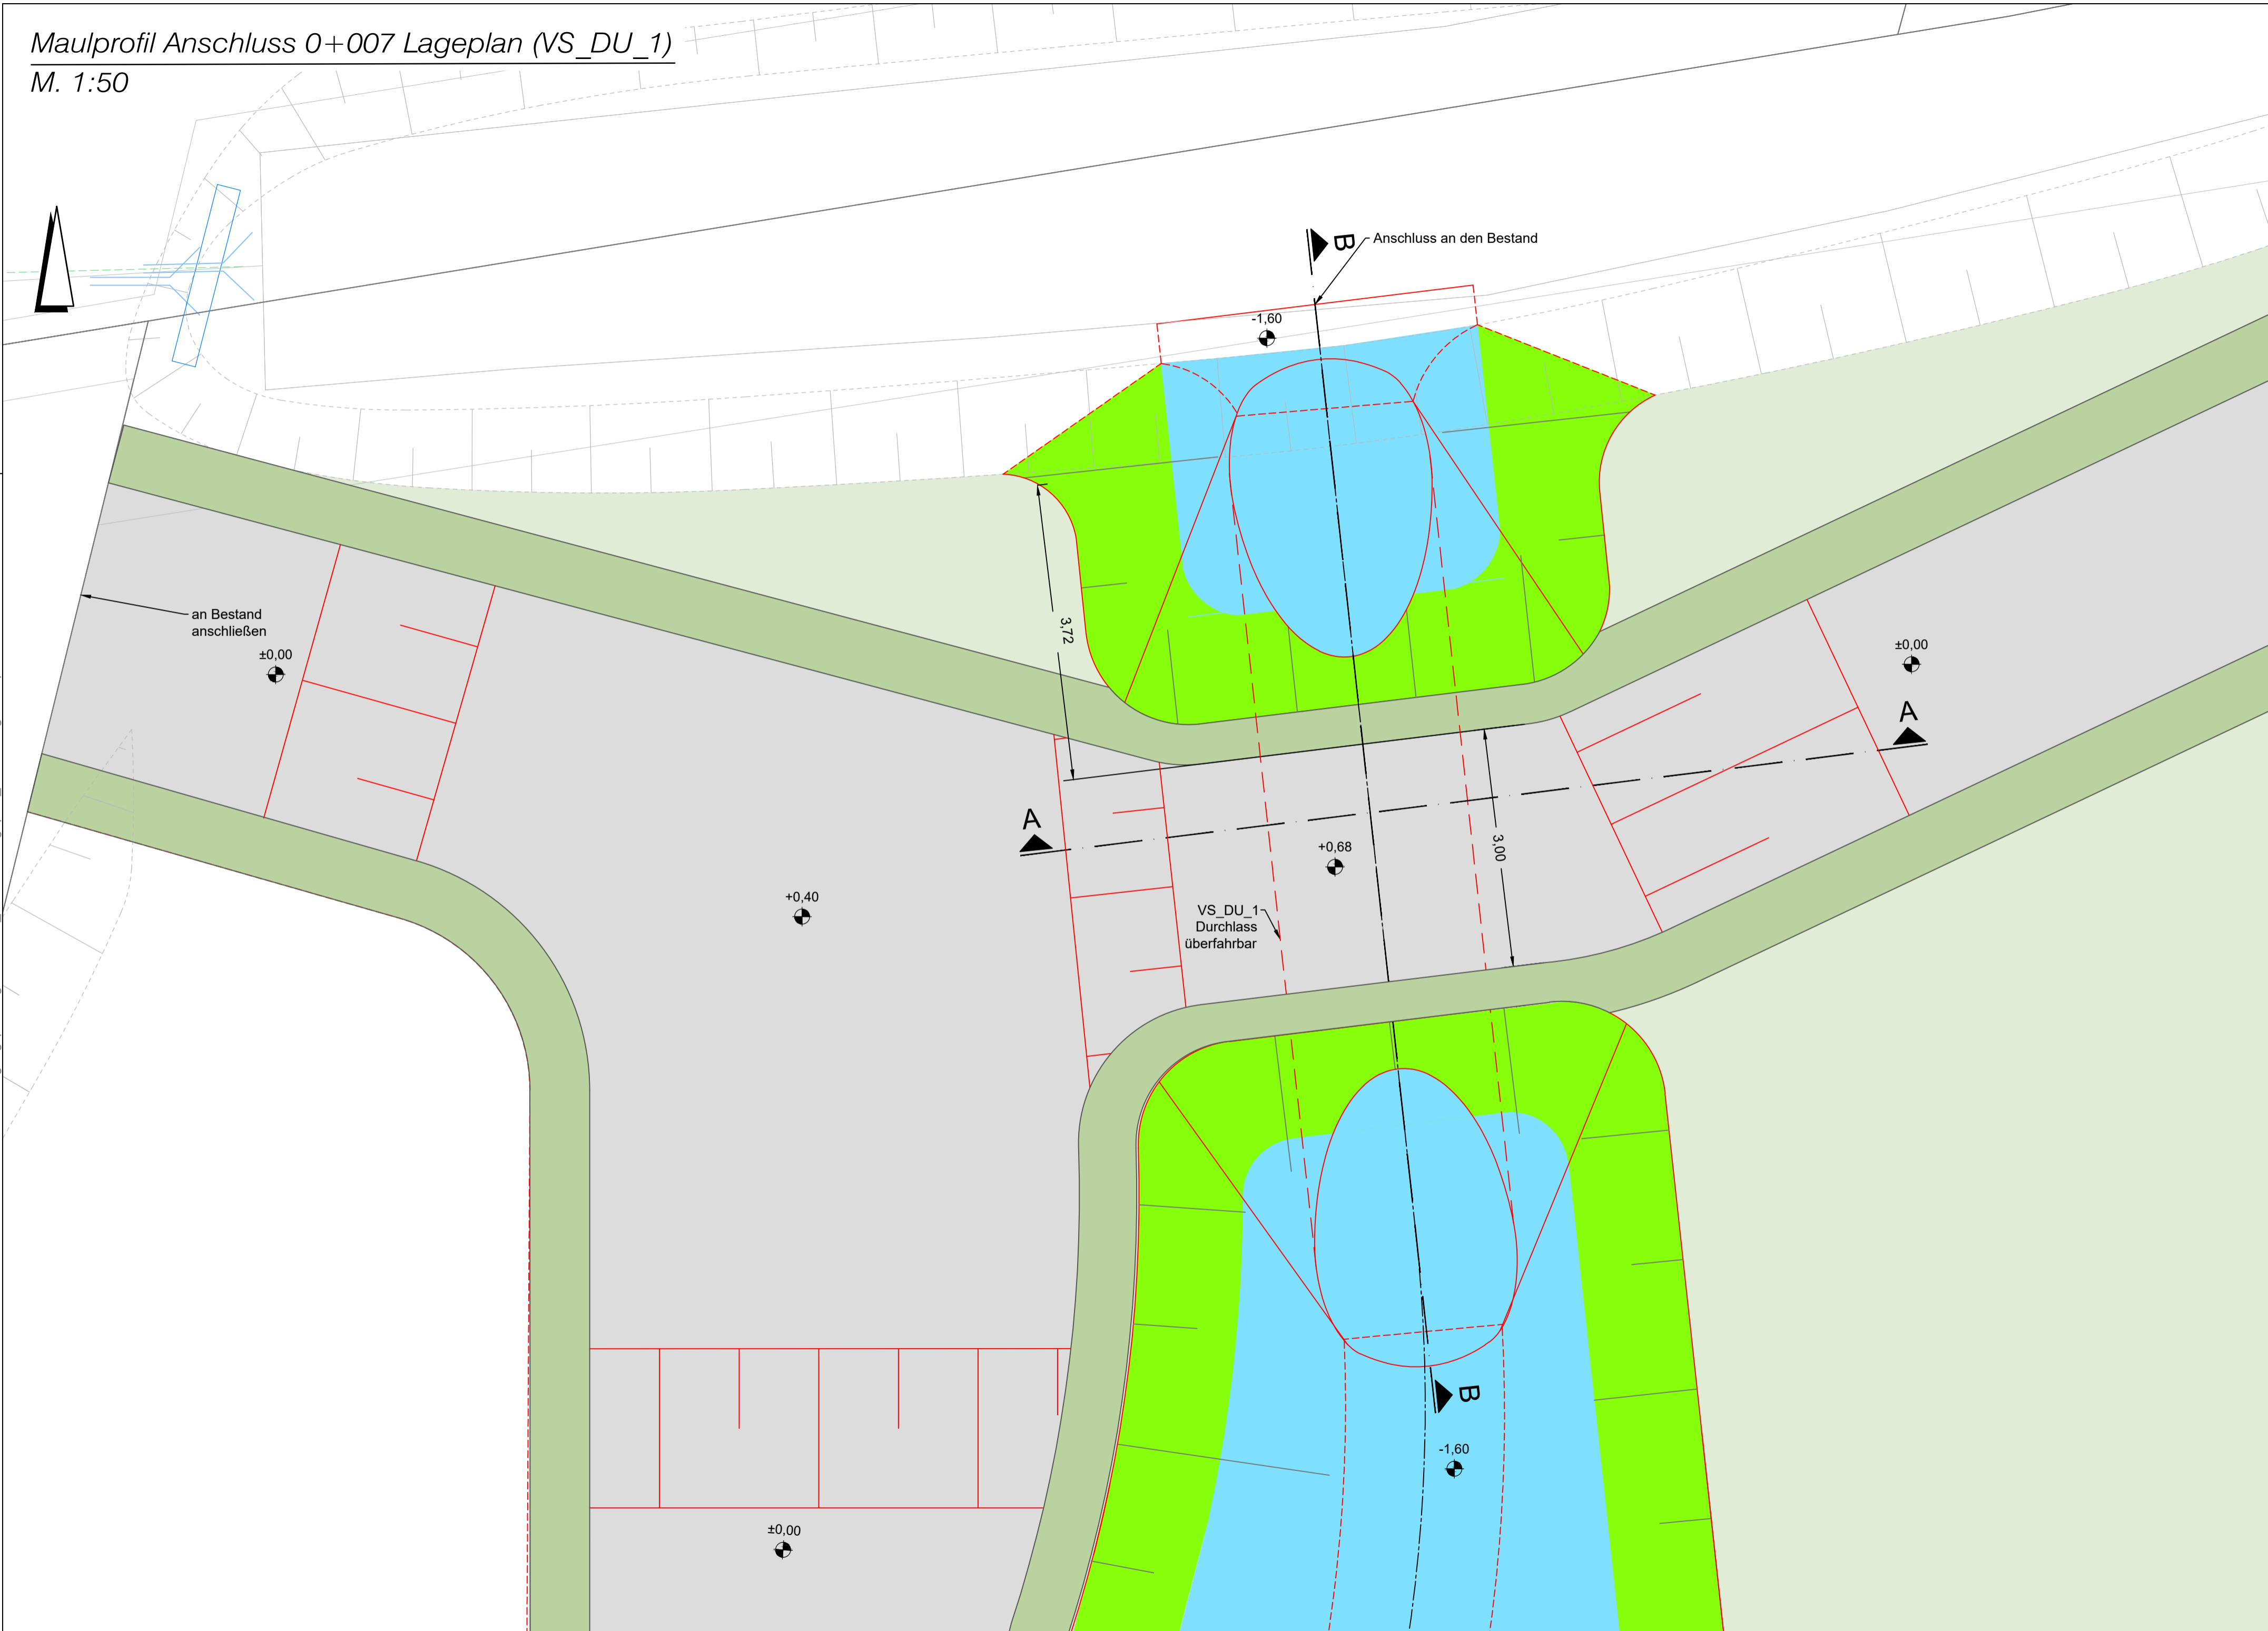 Maulprofil Anschluss 0+007 Lageplan (VS_DU_1)
M. 1:50
B
Anschluss an den Bestand
-1,60
an Bestand
anschließen
±0,00
3,72
±0,00
A
A
3,00
+0,68
+0,40
VS_DU_1
Durchlass
überfahrbar
B
-1,60
±0,00